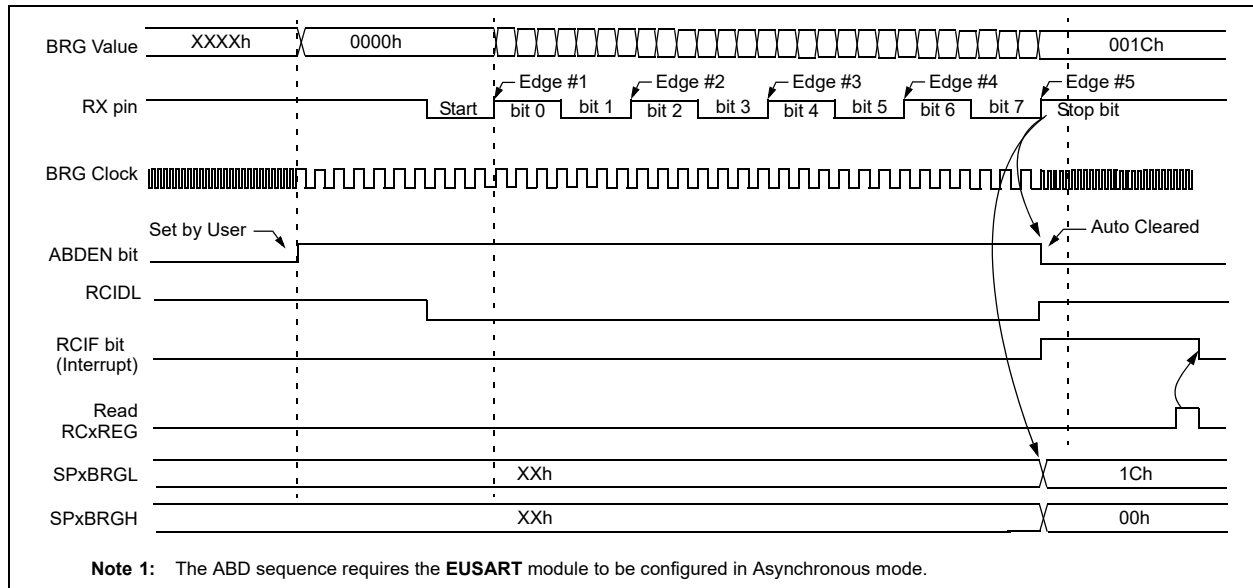 BRG Value XXXXh 0000h 001Ch
Edge #1 Edge #2 Edge #3 Edge #4 Edge #5
RX pin Start bit 0 bit 1 bit 2 bit 3 bit 4 bit 5 bit 6 bit 7 Stop bit
BRG Clock
Set by User Auto Cleared
ABDEN bit
RCIDL
RCIF bit
(Interrupt)
Read
RCxREG
SPxBRGL XXh 1Ch
SPxBRGH XXh 00h
Note 1: The ABD sequence requires the EUSART module to be configured in Asynchronous mode.